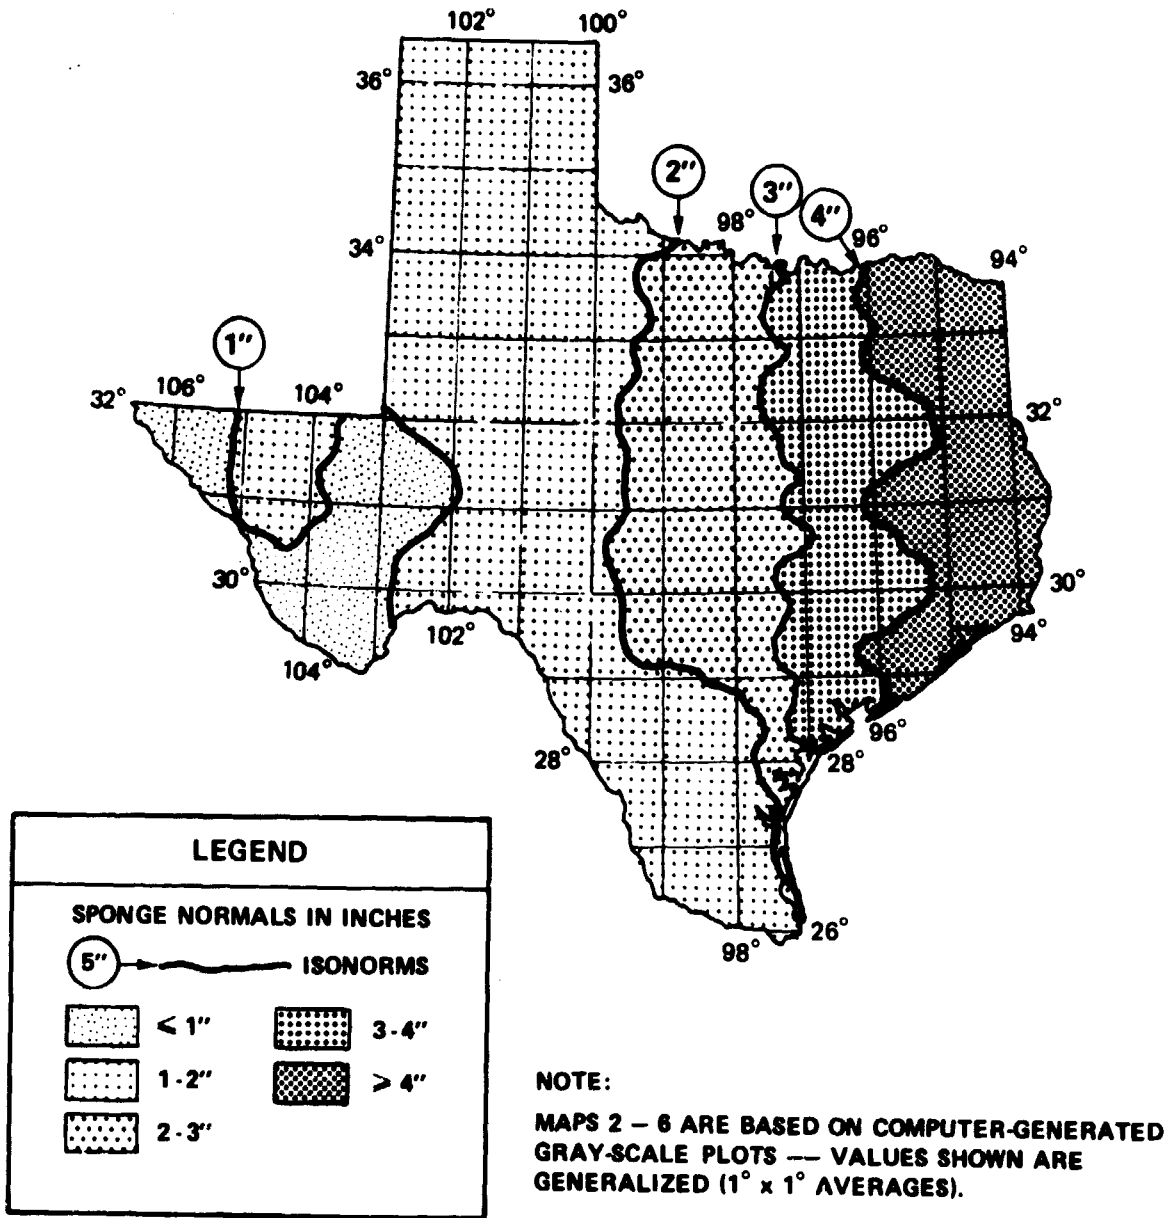 102° 100°
36° 36°
2"
3"
4"
98°
96°
34°
94°
1"
106° 104°
32° 32°
30° 30°
102°
94°
104°
96°
28° 28°
26°
98°
LEGEND
SPONGE NORMALS IN INCHES
5" ISONORMS
⩽ 1" 3-4"
1-2" ⩾ 4"
2-3"
NOTE:
MAPS 2 – 6 ARE BASED ON COMPUTER-GENERATED
GRAY-SCALE PLOTS –– VALUES SHOWN ARE
GENERALIZED (1° x 1° AVERAGES).